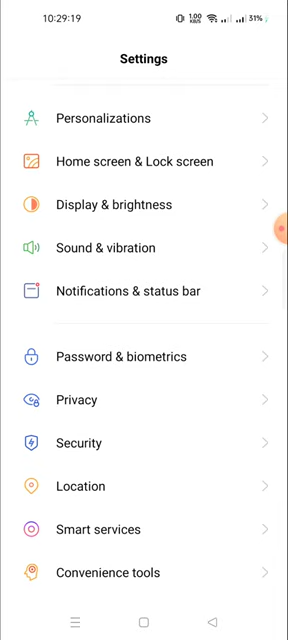 10:29:19
1.00
KB/S
31%
Settings
Personalizations
Home screen & Lock screen
Display & brightness
Sound & vibration
Notifications & status bar
Password & biometrics
Privacy
Security
Location
Smart services
Convenience tools